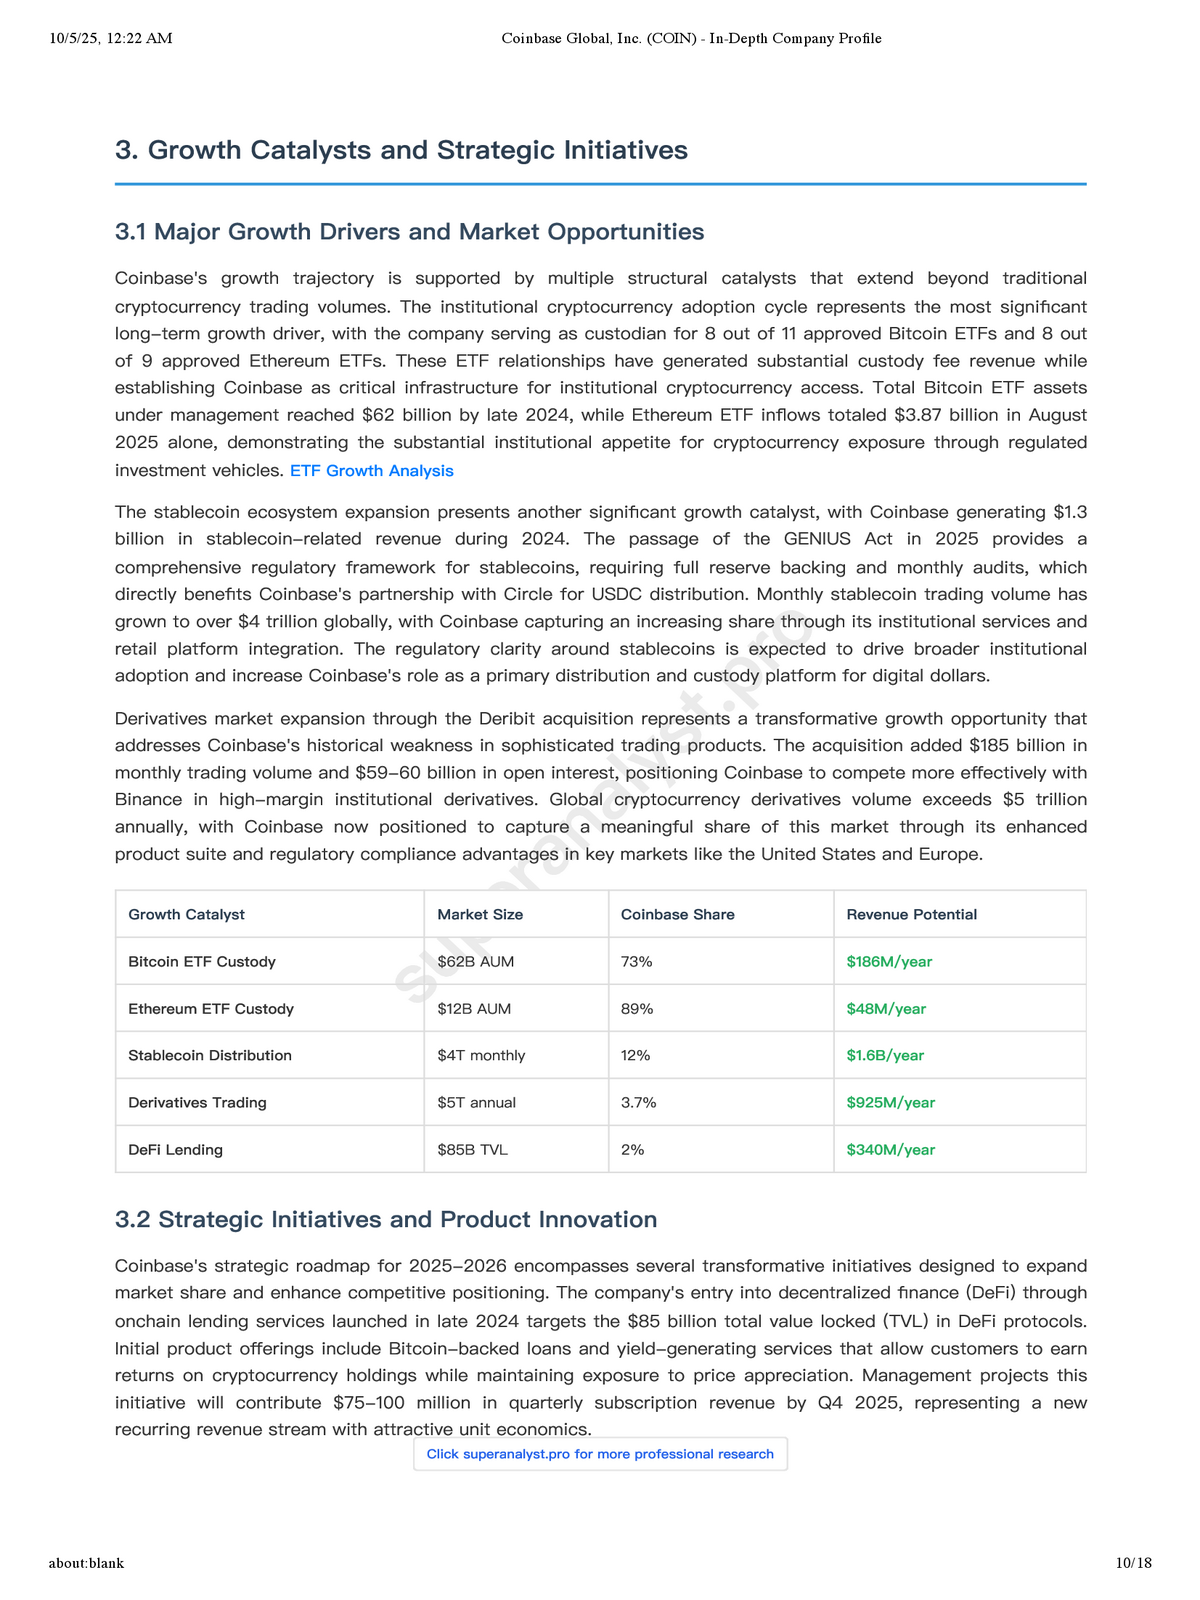 10/5/25, 12:22 AM
Coinbase Global, Inc. (COIN) - In-Depth Company Profile
3. Growth Catalysts and Strategic Initiatives
3.1 Major Growth Drivers and Market Opportunities
Coinbase's growth trajectory is supported by multiple structural catalysts that extend beyond traditional
cryptocurrency trading volumes. The institutional cryptocurrency adoption cycle represents the most significant
long-term growth driver, with the company serving as custodian for 8 out of 11 approved Bitcoin ETFs and 8 out
of 9 approved Ethereum ETFs. These ETF relationships have generated substantial custody fee revenue while
establishing Coinbase as critical infrastructure for institutional cryptocurrency access. Total Bitcoin ETF assets
under management reached $62 billion by late 2024, while Ethereum ETF inflows totaled $3.87 billion in August
2025 alone, demonstrating the substantial institutional appetite for cryptocurrency exposure through regulated
investment vehicles. ETF Growth Analysis
The stablecoin ecosystem expansion presents another significant growth catalyst, with Coinbase generating $1.3
billion in stablecoin-related revenue during 2024. The passage of the GENIUS Act in 2025 provides a
comprehensive regulatory framework for stablecoins, requiring full reserve backing and monthly audits, which
directly benefits Coinbase's partnership with Circle for USDC distribution. Monthly stablecoin trading volume has
grown to over $4 trillion globally, with Coinbase capturing an increasing share through its institutional services and
retail platform integration. The regulatory clarity around stablecoins is expected to drive broader institutional
adoption and increase Coinbase's role as a primary distribution and custody platform for digital dollars.
Derivatives market expansion through the Deribit acquisition represents a transformative growth opportunity that
addresses Coinbase's historical weakness in sophisticated trading products. The acquisition added $185 billion in
monthly trading volume and $59-60 billion in open interest, positioning Coinbase to compete more effectively with
Binance in high-margin institutional derivatives. Global cryptocurrency derivatives volume exceeds $5 trillion
annually, with Coinbase now positioned to capture a meaningful share of this market through its enhanced
product suite and regulatory compliance advantages in key markets like the United States and Europe.
superanalyst.pro
Growth Catalyst Market Size Coinbase Share Revenue Potential
Bitcoin ETF Custody $62B AUM 73% $186M/year
Ethereum ETF Custody $12B AUM 89% $48M/year
Stablecoin Distribution $4T monthly 12% $1.6B/year
Derivatives Trading $5T annual 3.7% $925M/year
DeFi Lending $85B TVL 2% $340M/year
3.2 Strategic Initiatives and Product Innovation
Coinbase's strategic roadmap for 2025-2026 encompasses several transformative initiatives designed to expand
market share and enhance competitive positioning. The company's entry into decentralized finance (DeFi) through
onchain lending services launched in late 2024 targets the $85 billion total value locked (TVL) in DeFi protocols.
Initial product offerings include Bitcoin-backed loans and yield-generating services that allow customers to earn
returns on cryptocurrency holdings while maintaining exposure to price appreciation. Management projects this
initiative will contribute $75-100 million in quarterly subscription revenue by Q4 2025, representing a new
recurring revenue stream with attractive unit economics.
Click superanalyst.pro for more professional research
about:blank
10/18